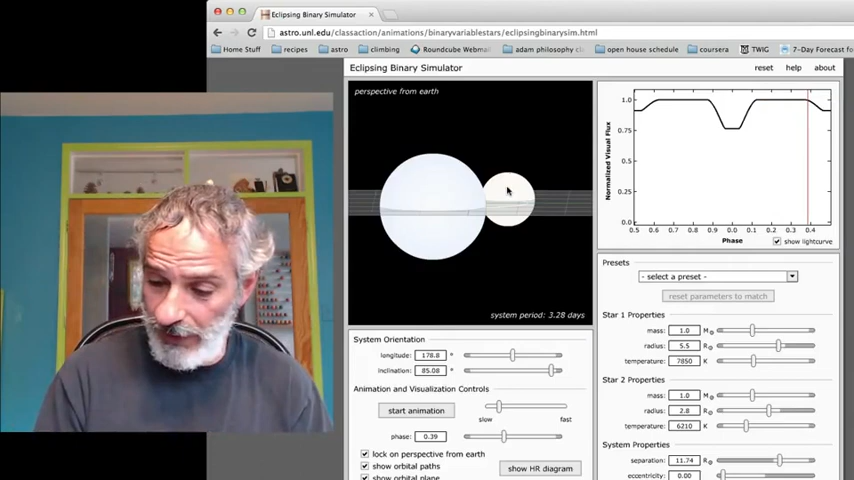 Eclipsing Binary Simulator
astro.unl.edu/classaction/animations/binaryvariablestars/eclipsingbinarysim.html
Home Stuff recipes astro climbing Roundcube Webmail adam philosophy cla open house schedule coursera TWIG 7-Day Forecast fo
Eclipsing Binary Simulator reset help about
perspective from earth
system period: 3.28 days
Normalized Visual Flux
1.0
0.75
0.5
0.25
0.0
0.5 0.6 0.7 0.8 0.9 0.0 0.1 0.2 0.3 0.4
Phase
show lightcurve
Presets
- select a preset -
reset parameters to match
Star 1 Properties
mass: 1.0 M⊙
radius: 5.5 R⊙
temperature: 7850 K
Star 2 Properties
mass: 1.0 M⊙
radius: 2.8 R⊙
temperature: 6210 K
System Properties
separation: 11.74 R⊙
eccentricity: 0.00
System Orientation
longitude: 178.8 °
inclination: 85.08 °
Animation and Visualization Controls
start animation
slow fast
phase: 0.39
lock on perspective from earth
show orbital paths
show orbital plane
show HR diagram